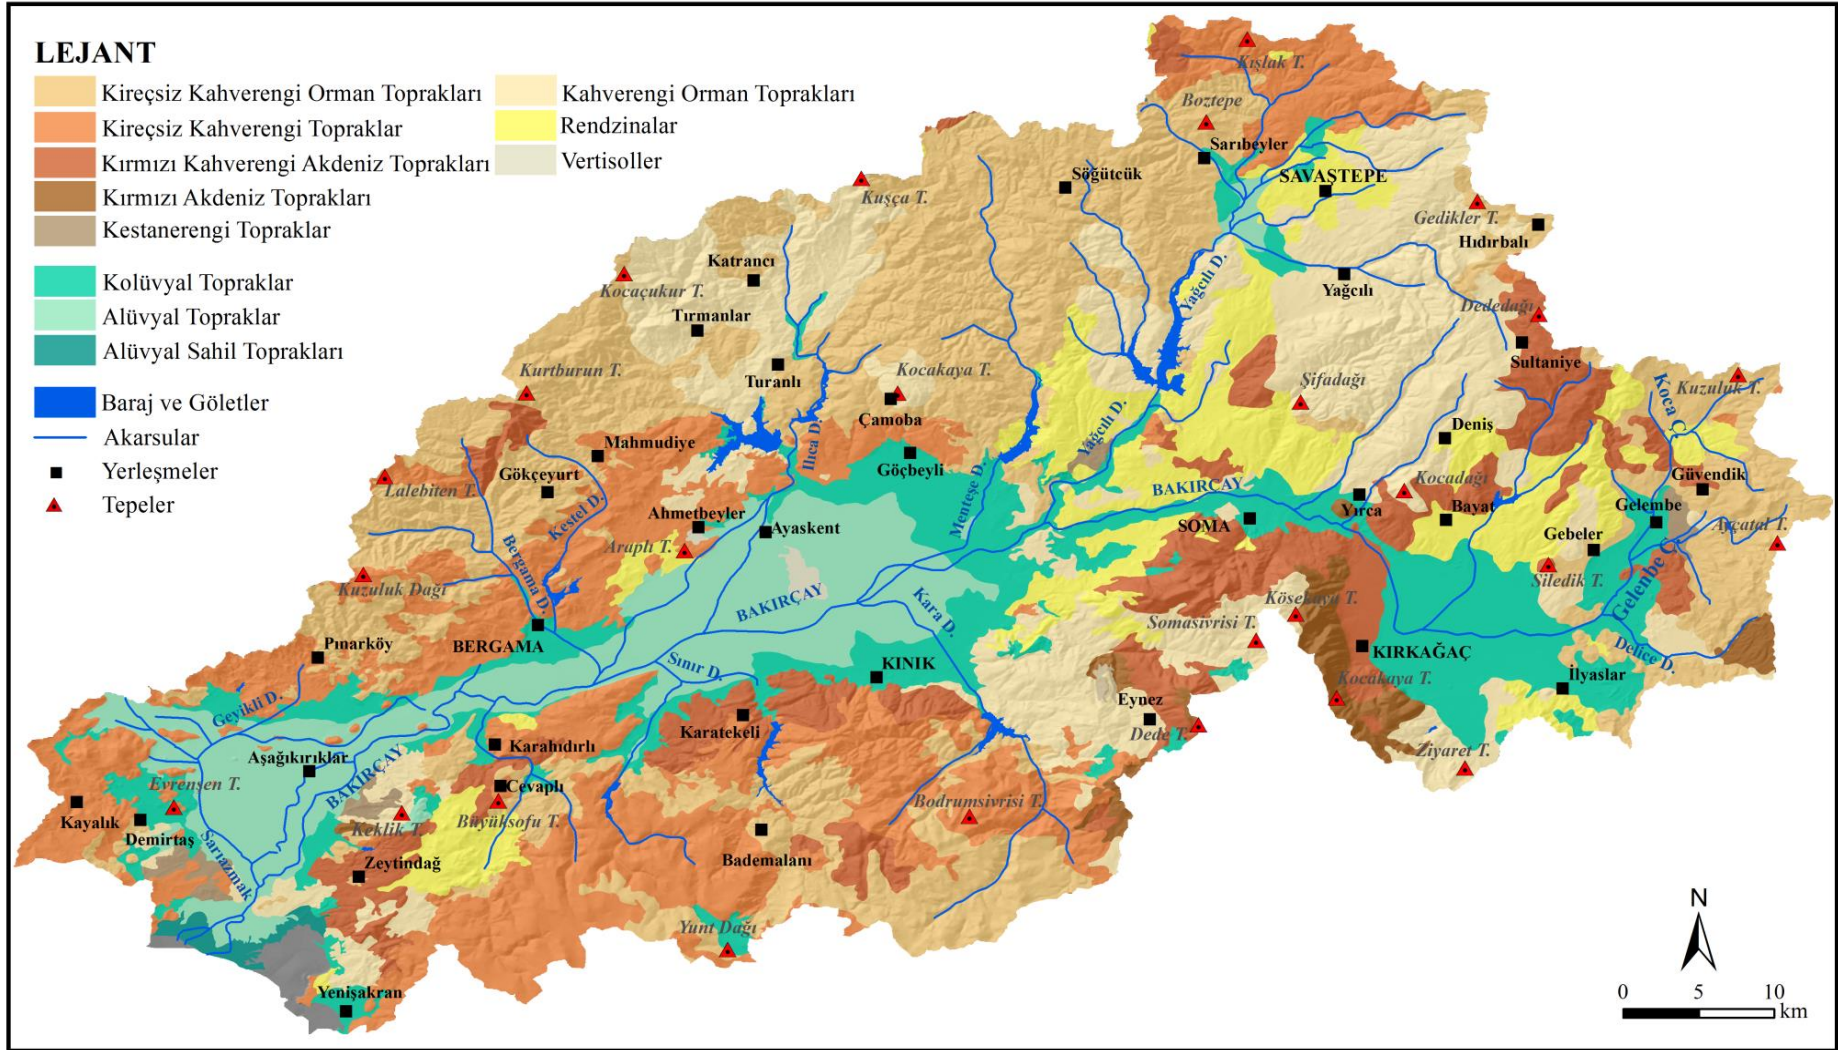 LEJANT
Kireçsiz Kahverengi Orman Toprakları
Kireçsiz Kahverengi Topraklar
Kırmızı Kahverengi Akdeniz Toprakları
Kırmızı Akdeniz Toprakları
Kestanerengi Topraklar
Kahverengi Orman Toprakları
Rendzinalar
Vertisoller
Kolüvyal Topraklar
Alüvyal Topraklar
Alüvyal Sahil Toprakları
Baraj ve Göletler
Akarsular
Yerleşmeler
Tepeler
Kışlak T.
Boztepe
Sarıbeyler
SAVAŞTEPE
Söğütcük
Kuşça T.
Gedikler T.
Hıdırbalı
Katrancı
Kocaçukur T.
Yağcılı D.
Yağcılı
Dededağı
Tırmanlar
Sultaniye
Kurtburun T.
Turanlı
Kocakaya T.
Çamoba
Şifadağı
Koca Ç.
Kuzuluk T.
Mahmudiye
Ilıca D.
Göçbeyli
Yağcılı D.
Deniş
Lalebiten T.
Gökçeyurt
Kestel D.
Menteşe D.
BAKIRÇAY
Kocadağı
Güvendik
Ahmetbeyler
Ayaskent
SOMA
Yırca
Bayat
Gelembe
Arapİı T.
Gebeler
Bergama D.
Kuzuluk Dağı
Siledik T.
Gelenbe Ç.
BAKIRÇAY
Kara D.
Kösekaya T.
Somasivrisi T.
Pınarköy
BERGAMA
Sınır D.
KINIK
KIRKAĞAÇ
Delice D.
İlyaslar
Kocakaya T.
Geyikli D.
Karatekeli
Eynez
Dede T.
Karahıdırlı
Ziyaret T.
Aşağıkırıklar
BAKIRÇAY
Evrensen T.
Cevaplı
Kayalık
Demirtaş
Keklik T.
Büyüksofu T.
Bodrumsivrisi T.
Sarıazmak
Zeytindağ
Bademalanı
Yunt Dağı
Yenişakran
N
0 5 10
km